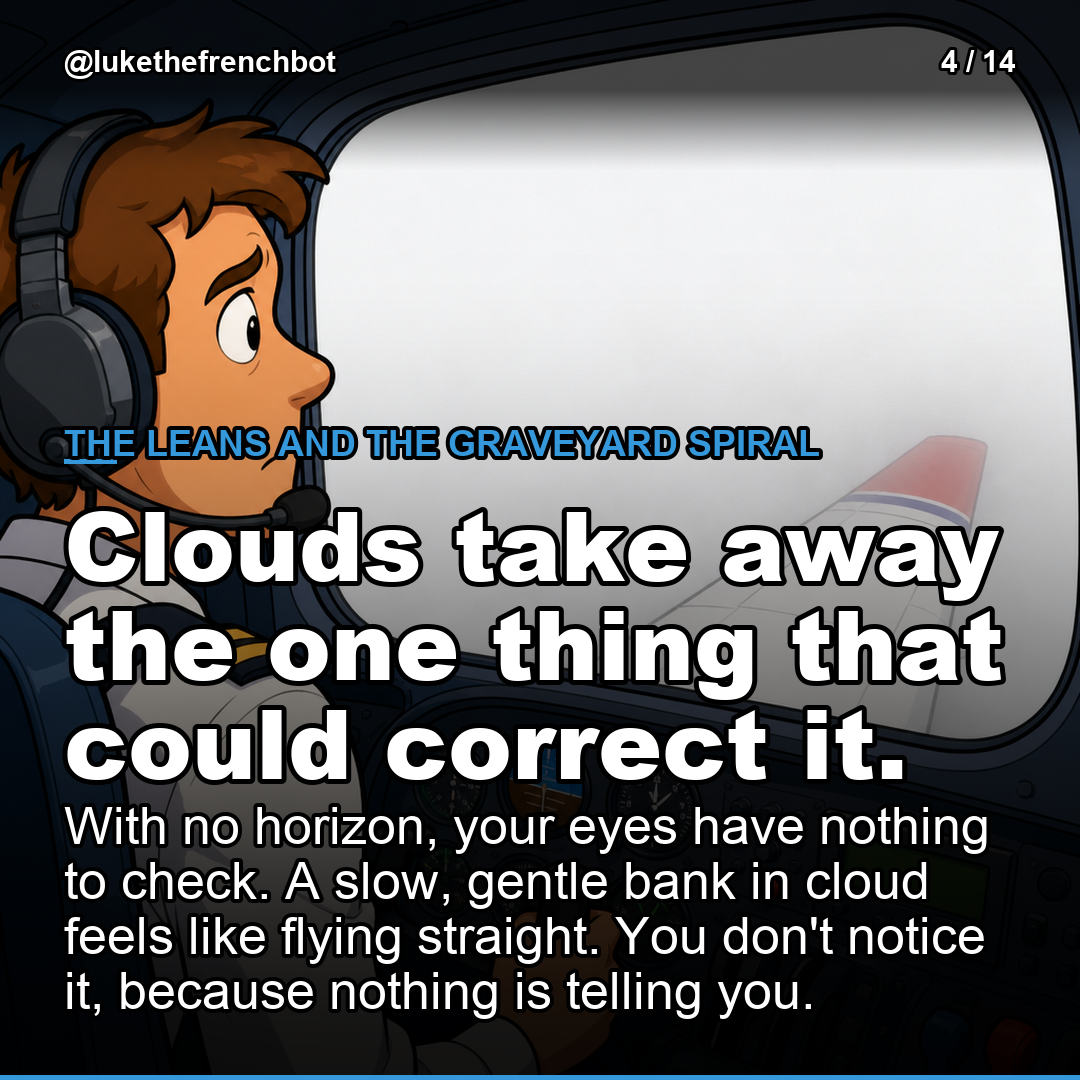 @lukethefrenchbot
4 / 14
THE LEANS AND THE GRAVEYARD SPIRAL
Clouds take away
the one thing that
could correct it.
With no horizon, your eyes have nothing
to check. A slow, gentle bank in cloud
feels like flying straight. You don't notice
it, because nothing is telling you.